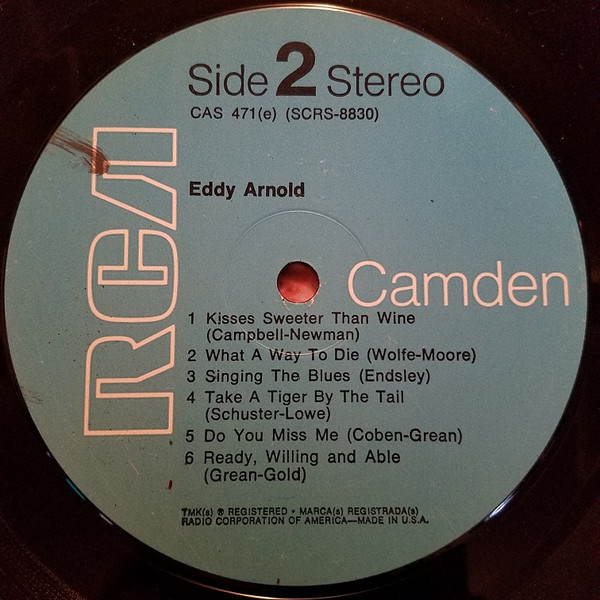 Side 2 Stereo
CAS 471(e) (SCRS-8830)
RCA
Eddy Arnold
Camden
1 Kisses Sweeter Than Wine
(Campbell-Newman)
2 What A Way To Die (Wolfe-Moore)
3 Singing The Blues (Endsley)
4 Take A Tiger By The Tail
(Schuster-Lowe)
5 Do You Miss Me (Coben-Grean)
6 Ready, Willing and Able
(Grean-Gold)
TMK(s) ® REGISTERED • MARCA(s) REGISTRADA(s)
RADIO CORPORATION OF AMERICA—MADE IN U.S.A.